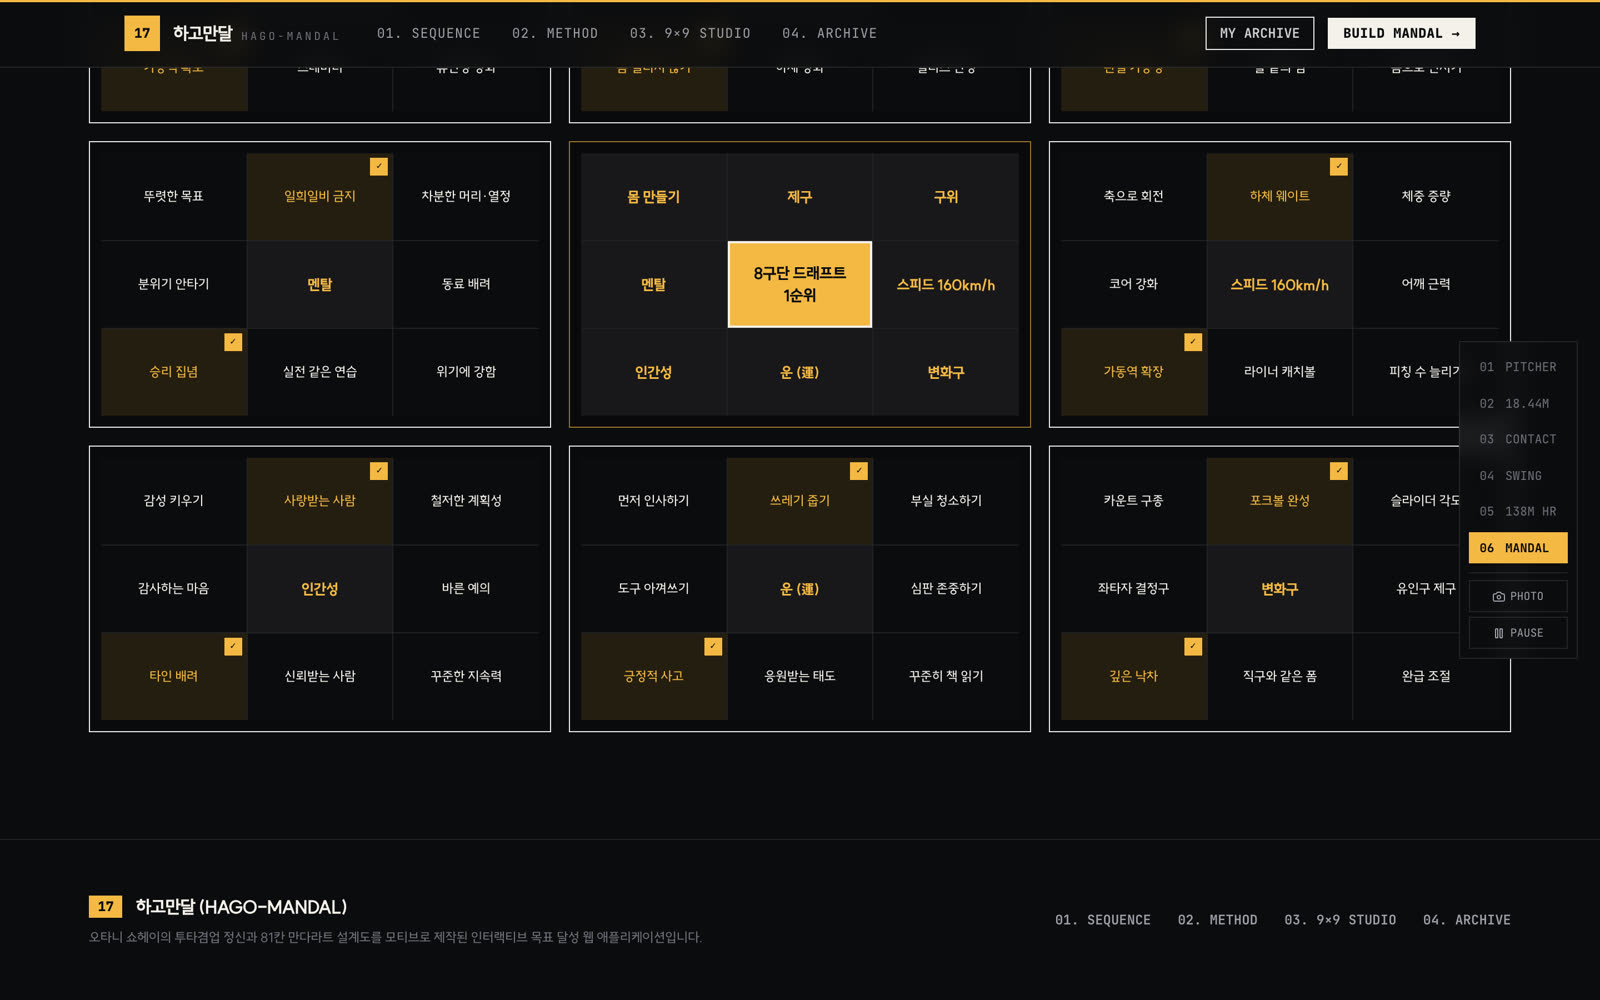 17 하고만달 HAGO-MANDAL 01. SEQUENCE 02. METHOD 03. 9×9 STUDIO 04. ARCHIVE MY ARCHIVE BUILD MANDAL →
뚜렷한 목표 일희일비 금지 ✓ 차분한 머리·열정
분위기 안타기 멘탈 동료 배려
승리 집념 ✓ 실전 같은 연습 위기에 강함
몸 만들기 제구 구위
멘탈 8구단 드래프트 스피드 160km/h
1순위
인간성 운 (運) 변화구
축으로 회전 하체 웨이트 ✓ 체중 증량
코어 강화 스피드 160km/h 어깨 근력
가동역 확장 ✓ 라이너 캐치볼 피칭 수 늘리기
감성 키우기 사랑받는 사람 ✓ 철저한 계획성
감사하는 마음 인간성 바른 예의
타인 배려 ✓ 신뢰받는 사람 꾸준한 지속력
먼저 인사하기 쓰레기 줍기 ✓ 부실 청소하기
도구 아껴쓰기 운 (運) 심판 존중하기
긍정적 사고 ✓ 응원받는 태도 꾸준히 책 읽기
카운트 구종 포크볼 완성 ✓ 슬라이더 각도
좌타자 결정구 변화구 유인구 제구
깊은 낙차 ✓ 직구와 같은 폼 완급 조절
01 PITCHER
02 18.44M
03 CONTACT
04 SWING
05 138M HR
06 MANDAL
PHOTO
PAUSE
17 하고만달 (HAGO-MANDAL)
오타니 쇼헤이의 투타겸업 정신과 81칸 만다라트 설계도를 모티브로 제작된 인터랙티브 목표 달성 웹 애플리케이션입니다.
01. SEQUENCE 02. METHOD 03. 9×9 STUDIO 04. ARCHIVE